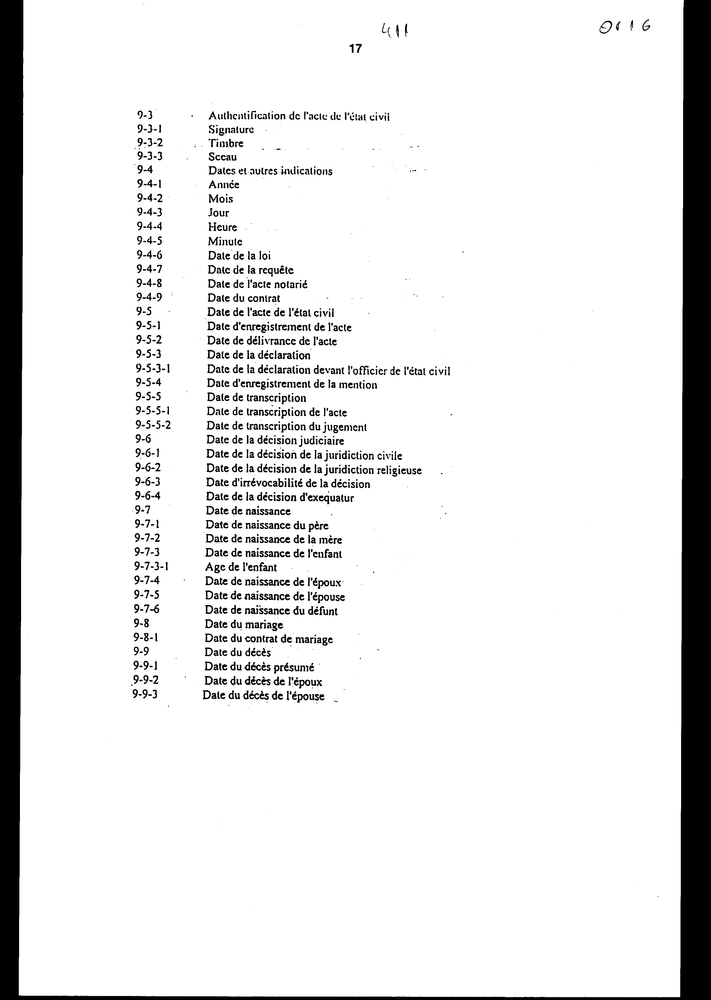 411
0116
17
9-3 Authentification de l'acte de l'état civil
9-3-1 Signature
9-3-2 Timbre
9-3-3 Sceau
9-4 Dates et autres indications
9-4-1 Année
9-4-2 Mois
9-4-3 Jour
9-4-4 Heure
9-4-5 Minute
9-4-6 Date de la loi
9-4-7 Date de la requête
9-4-8 Date de l'acte notarié
9-4-9 Date du contrat
9-5 Date de l'acte de l'état civil
9-5-1 Date d'enregistrement de l'acte
9-5-2 Date de délivrance de l'acte
9-5-3 Date de la déclaration
9-5-3-1 Date de la déclaration devant l'officier de l'état civil
9-5-4 Date d'enregistrement de la mention
9-5-5 Date de transcription
9-5-5-1 Date de transcription de l'acte
9-5-5-2 Date de transcription du jugement
9-6 Date de la décision judiciaire
9-6-1 Date de la décision de la juridiction civile
9-6-2 Date de la décision de la juridiction religieuse
9-6-3 Date d'irrévocabilité de la décision
9-6-4 Date de la décision d'exequatur
9-7 Date de naissance
9-7-1 Date de naissance du père
9-7-2 Date de naissance de la mère
9-7-3 Date de naissance de l'enfant
9-7-3-1 Age de l'enfant
9-7-4 Date de naissance de l'époux
9-7-5 Date de naissance de l'épouse
9-7-6 Date de naissance du défunt
9-8 Date du mariage
9-8-1 Date du contrat de mariage
9-9 Date du décès
9-9-1 Date du décès présumé
9-9-2 Date du décès de l'époux
9-9-3 Date du décès de l'épouse